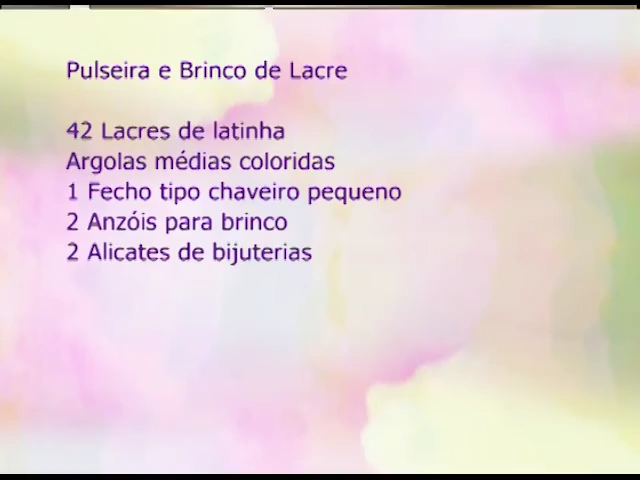 Pulseira e Brinco de Lacre
42 Lacres de latinha
Argolas médias coloridas
1 Fecho tipo chaveiro pequeno
2 Anzóis para brinco
2 Alicates de bijuterias